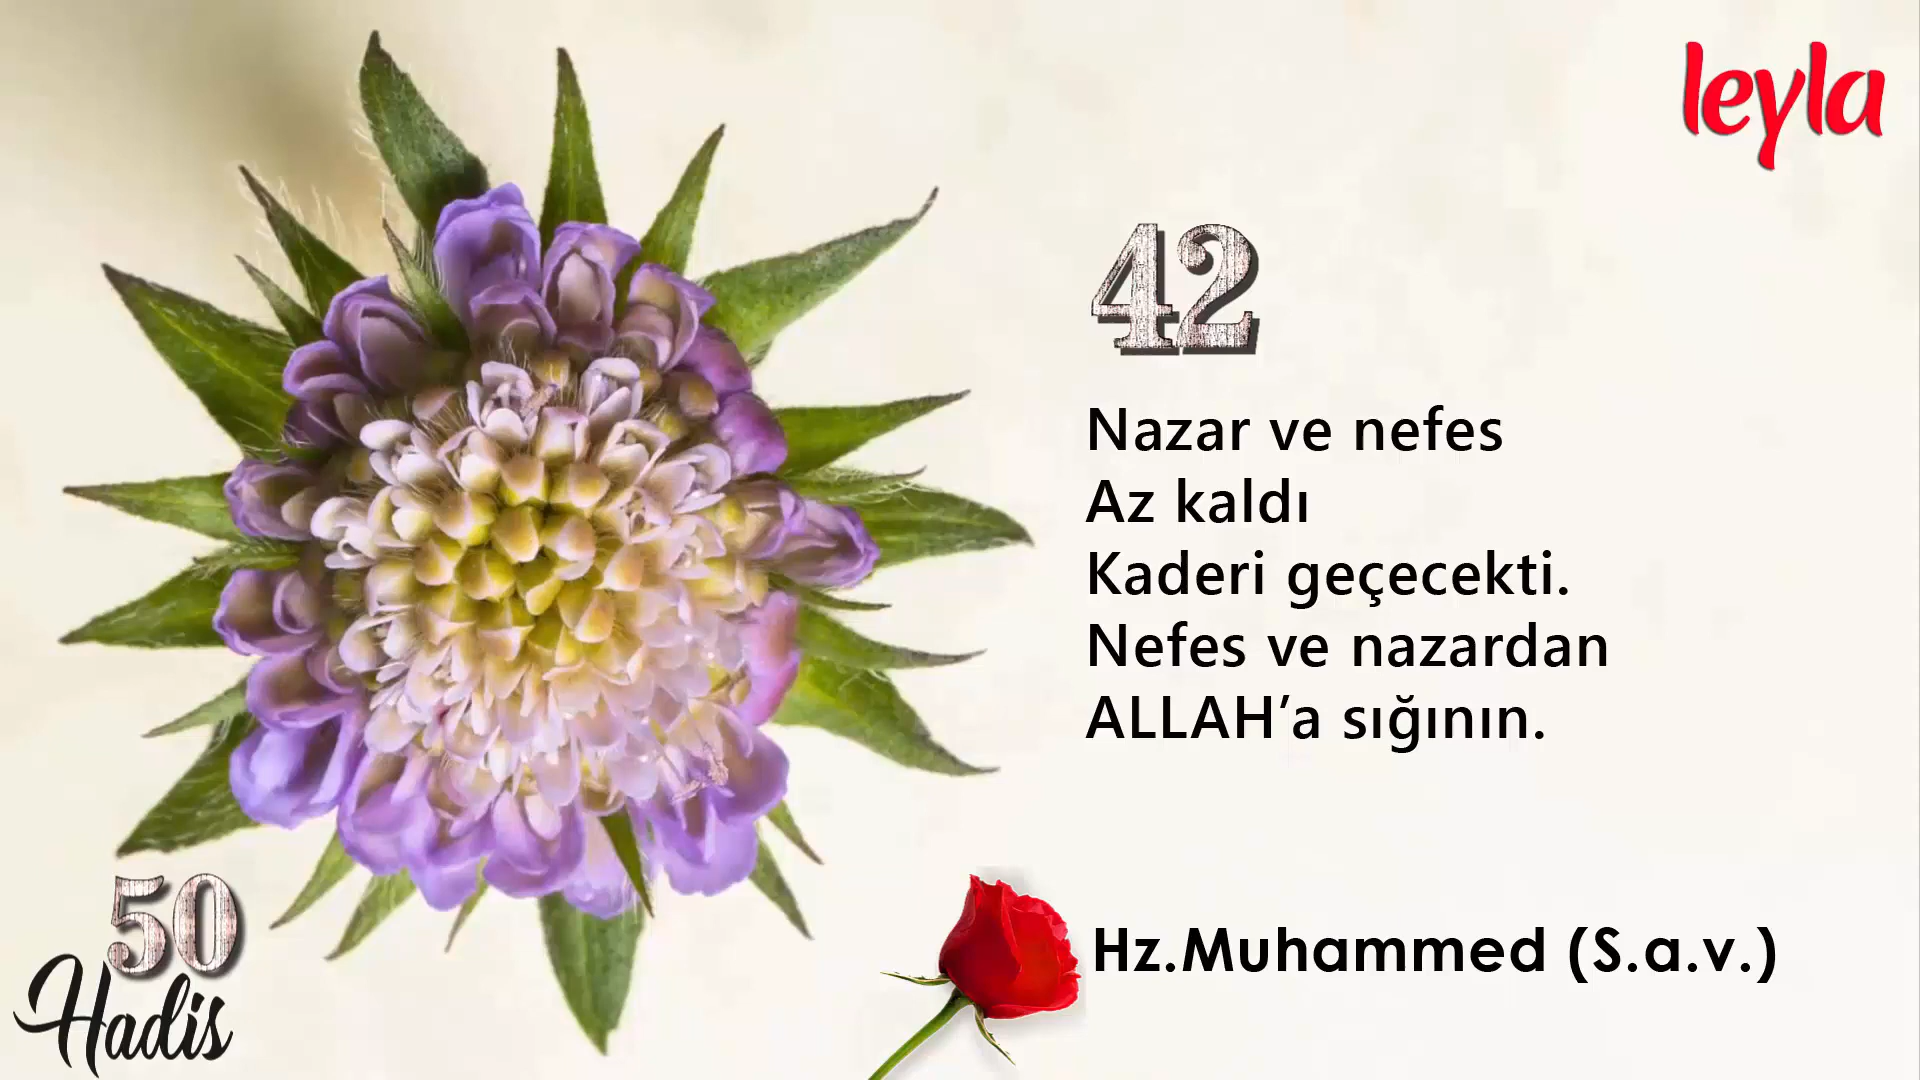 leyla
42
Nazar ve nefes
Az kaldı
Kaderi geçecekti.
Nefes ve nazardan
ALLAH’a sığının.
50
Hadis
Hz.Muhammed (S.a.v.)